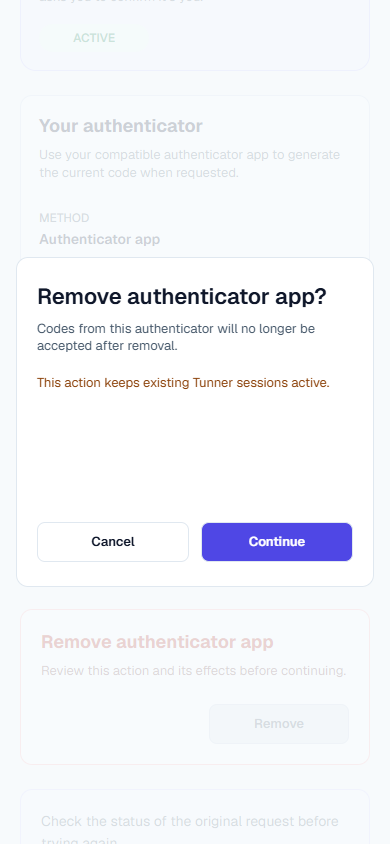 ACTIVE
Your authenticator
Use your compatible authenticator app to generate
the current code when requested.
METHOD
Authenticator app
Remove authenticator app?
Codes from this authenticator will no longer be
accepted after removal.
This action keeps existing Tunner sessions active.
Cancel
Continue
Remove authenticator app
Review this action and its effects before continuing.
Remove
Check the status of the original request before
trying again